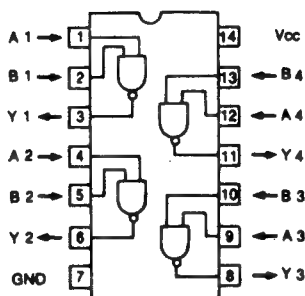 A 1 1 14 Vcc
B 1 2 13 B 4
Y 1 3 12 A 4
A 2 4 11 Y 4
B 2 5 10 B 3
Y 2 6 9 A 3
GND 7 8 Y 3